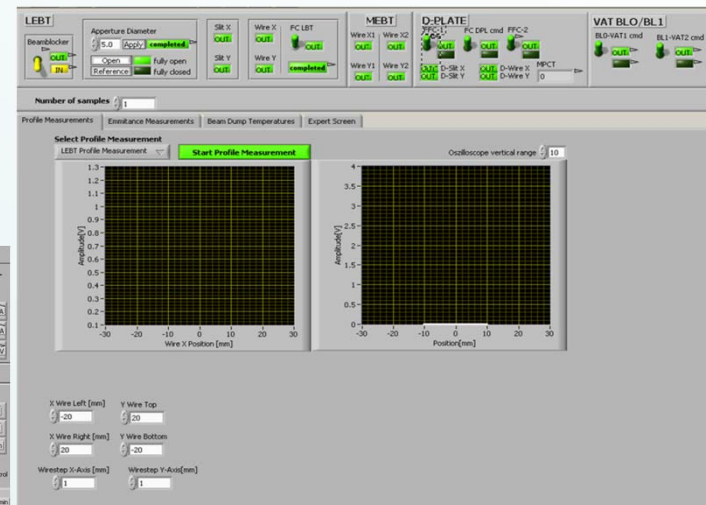 LEBT
Beamblocker
OUT
IN
Apperture Diameter
5.0 Apply completed
Open fully open
Reference fully closed
Slit X
OUT
Slit Y
OUT
Wire X
OUT
Wire Y
OUT
FC LBT
OUT
completed
MEBT
Wire X1 Wire X2
OUT OUT
Wire Y1 Wire Y2
OUT OUT
D-PLATE
FFC-1 FC DPL cmd FFC-2
OUT OUT OUT
OUT D-Slit X OUT D-Wire X
OUT D-Slit Y OUT D-Wire Y
MPCT
0
VAT BLO/BL1
BL0-VAT1 cmd BL1-VAT2 cmd
OUT OUT
Number of samples 1
Profile Measurements Emmitance Measurements Beam Dump Temperatures Expert Screen
Select Profile Measurement
LEBT Profile Measurement Start Profile Measurement Oszilloscope vertical range 10
Amplitude[V]
1.3
1.2
1.1
1
0.9
0.8
0.7
0.6
0.5
0.4
0.3
0.2
0.1
-30 -20 -10 0 10 20 30
Wire X Position [mm]
Amplitude[V]
4
3.5
3
2.5
2
1.5
1
0.5
0
-30 -20 -10 0 10 20 30
Position[mm]
X Wire Left [mm] Y Wire Top
-20 20
X Wire Right [mm] Y Wire Bottom
20 -20
Wirestep X-Axis [mm] Wirestep Y-Axis[mm]
1 1